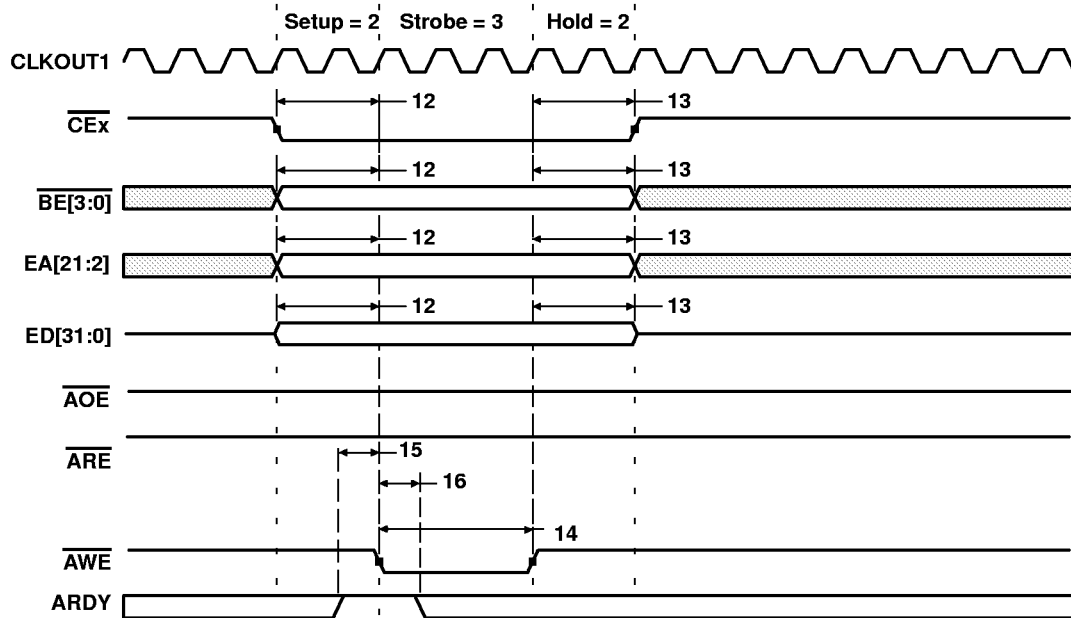 Setup = 2 Strobe = 3 Hold = 2
CLKOUT1
12 13
CEx
12 13
BE[3:0]
12 13
EA[21:2]
12 13
ED[31:0]
AOE
ARE
15
16
14
AWE
ARDY